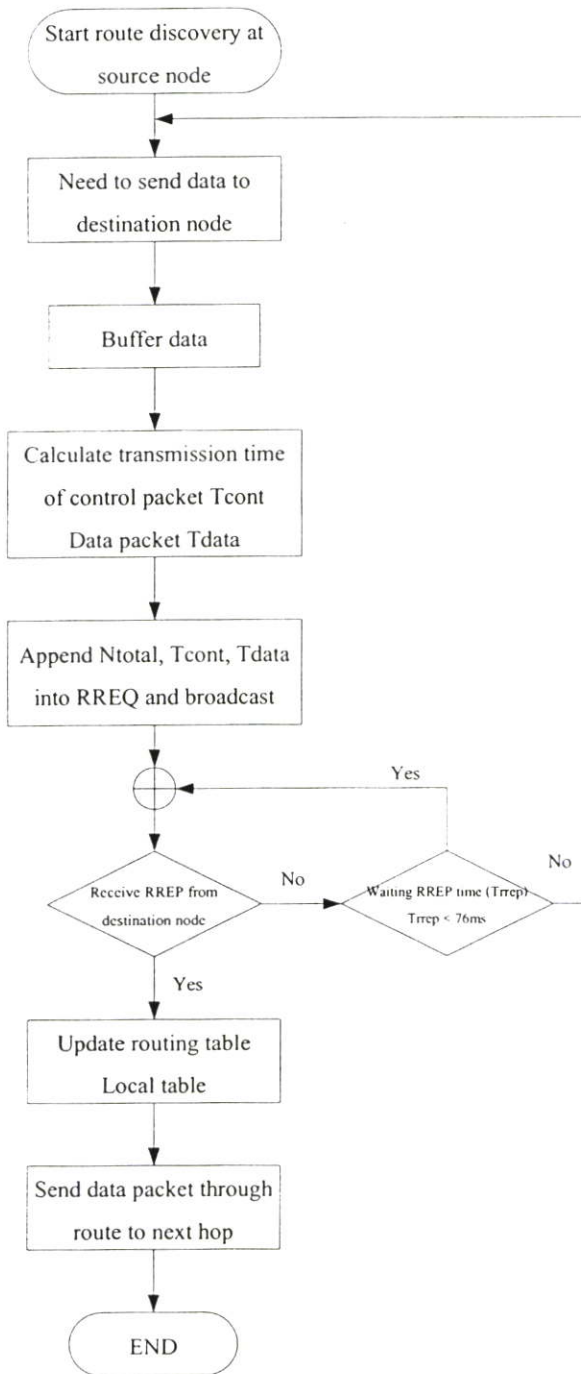 Start route discovery at
source node
Need to send data to
destination node
Buffer data
Calculate transmission time
of control packet Tcont
Data packet Tdata
Append Ntotal, Tcont, Tdata
into RREQ and broadcast
Yes
Receive RREP from
destination node
No
Waiting RREP time (Trrep)
Trrep < 76ms
No
Yes
Update routing table
Local table
Send data packet through
route to next hop
END